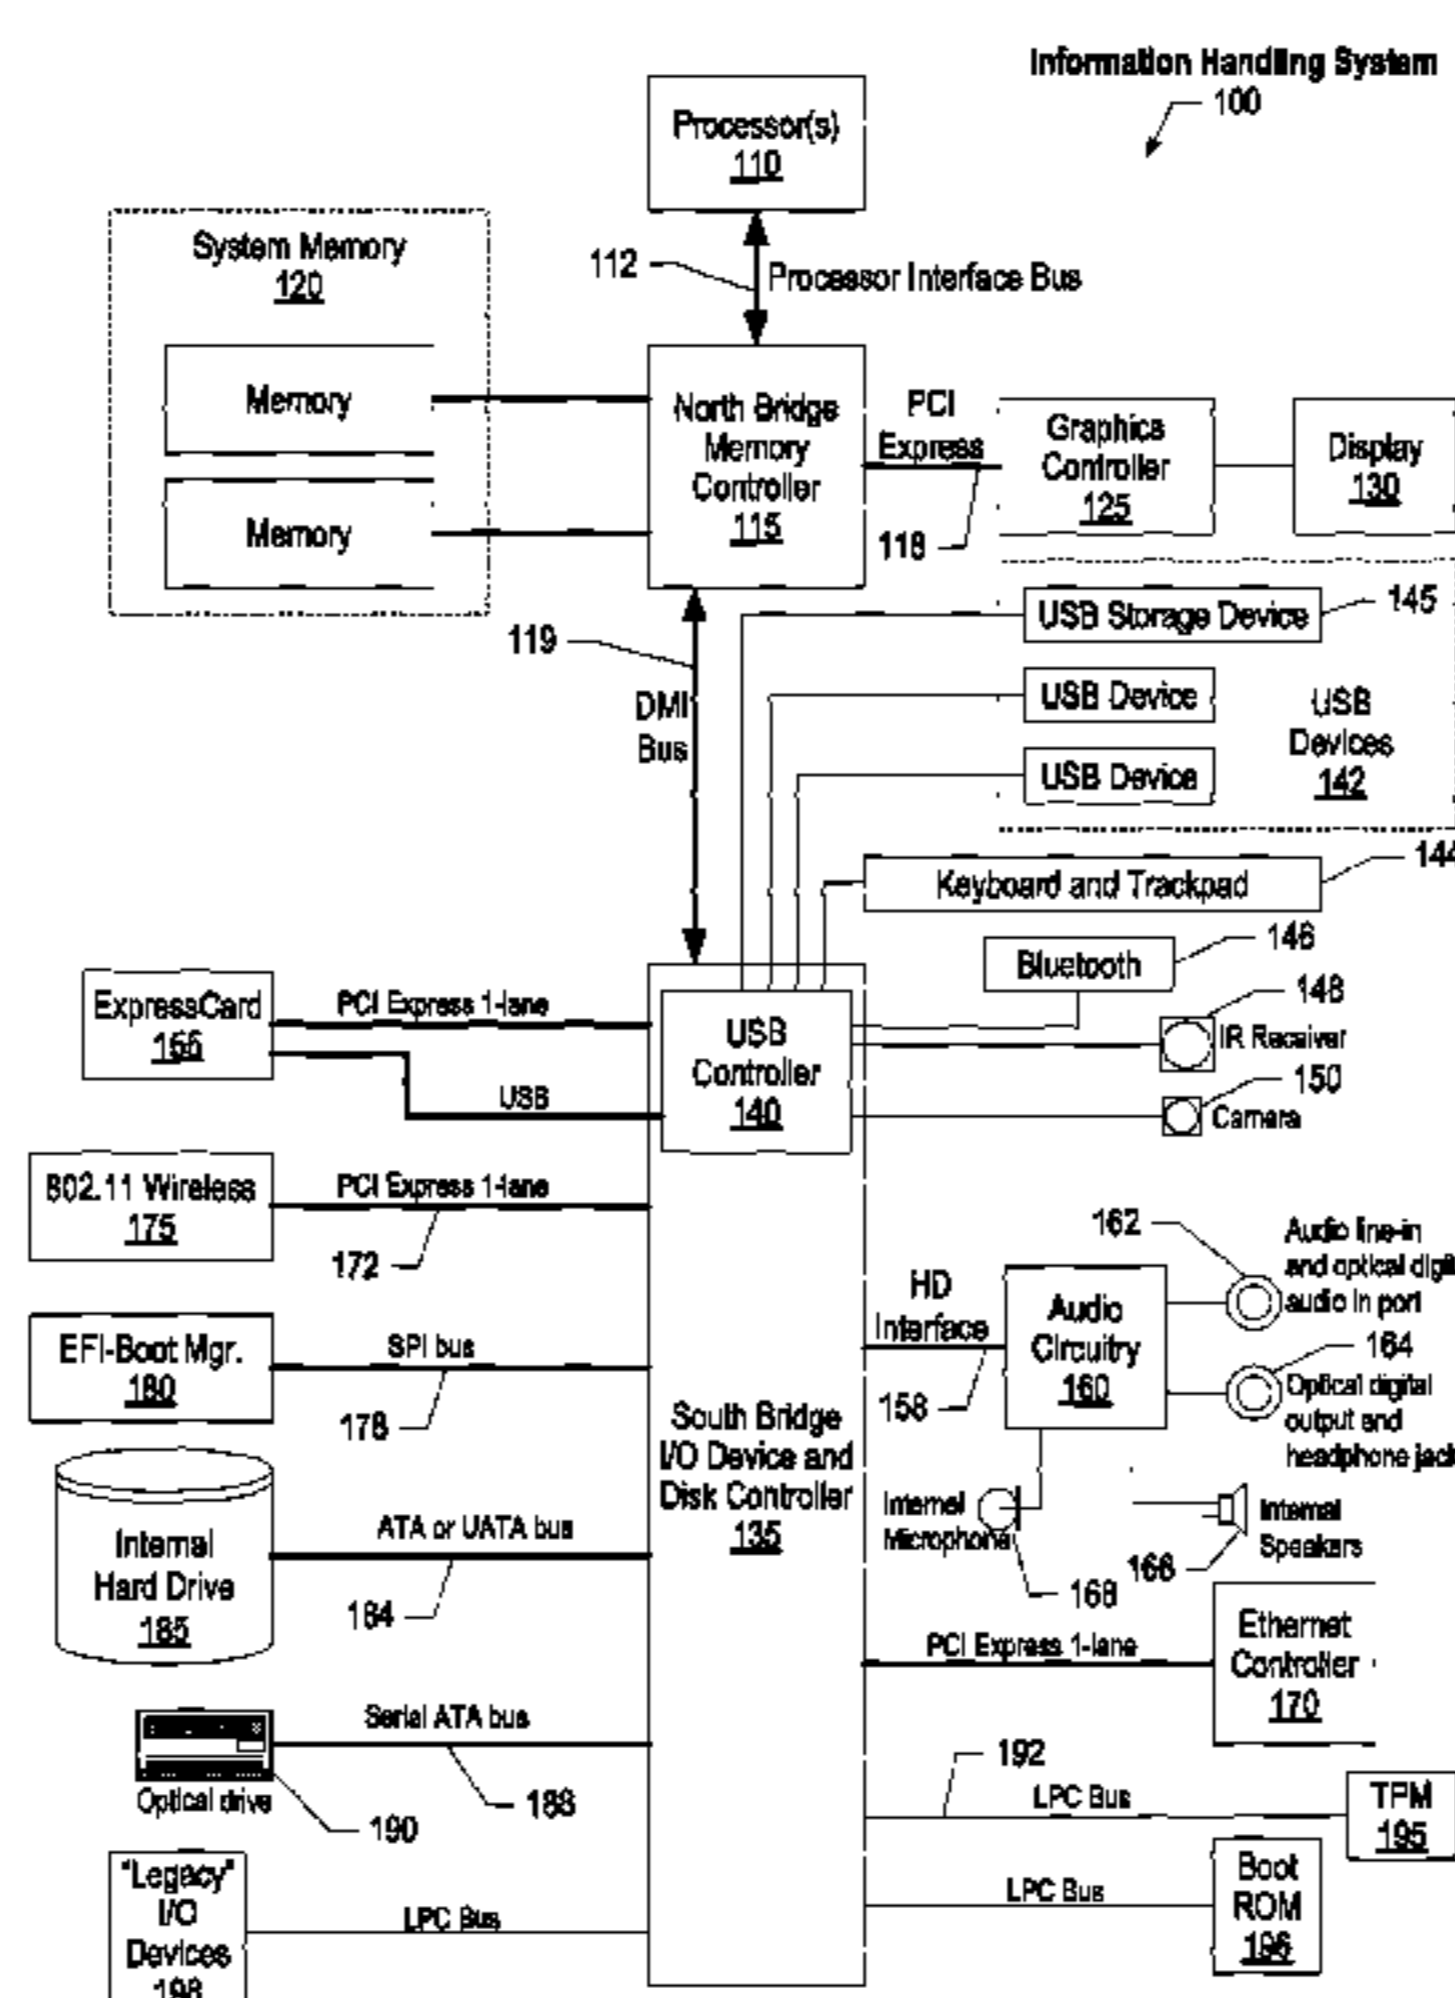 Information Handling System
100
Processor(s)
110
System Memory
120
112
Processor Interface Bus
Memory
Memory
North Bridge
Memory
Controller
115
PCI
Express
118
Graphics
Controller
125
Display
130
119
DMI
Bus
USB Storage Device
145
USB Device
USB Device
USB
Devices
142
144
Keyboard and Trackpad
Bluetooth
146
148
IR Receiver
150
Camera
ExpressCard
155
PCI Express 1-lane
USB
USB
Controller
140
802.11 Wireless
175
PCI Express 1-lane
172
EFI-Boot Mgr.
180
SPI bus
178
HD
Interface
158
Audio
Circuitry
160
162
Audio line-in
and optical digit
audio in port
164
Optical digital
output and
headphone jack
South Bridge
I/O Device and
Disk Controller
135
Internal
Hard Drive
185
ATA or UATA bus
184
Internal
Microphone
168
Internal
Speakers
166
PCI Express 1-lane
Ethernet
Controller
170
Optical drive
190
Serial ATA bus
188
192
LPC Bus
TPM
195
LPC Bus
Boot
ROM
196
"Legacy"
I/O
Devices
198
LPC Bus